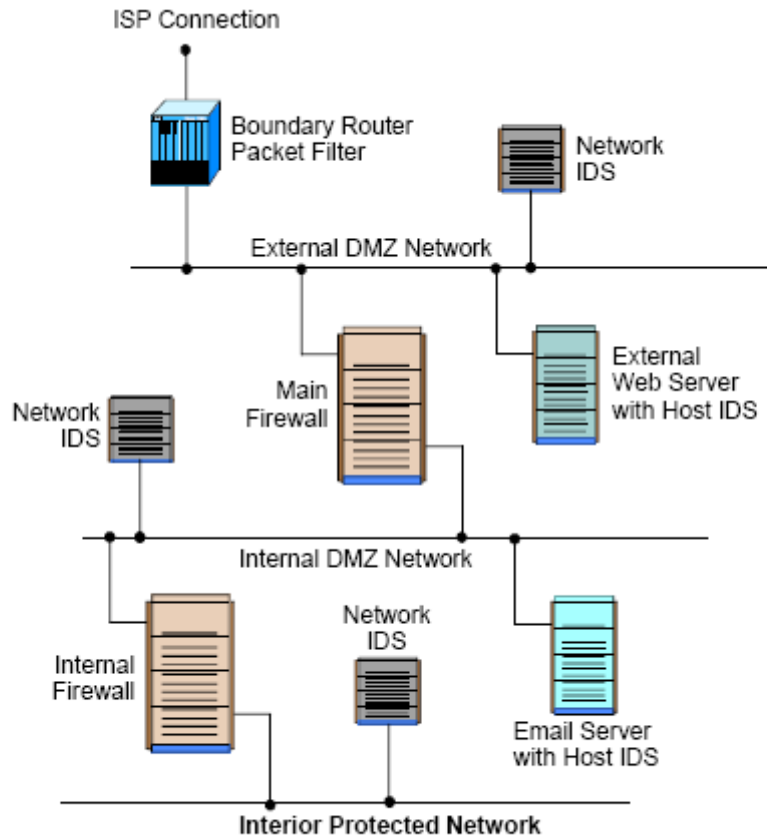 ISP Connection
Boundary Router
Packet Filter
Network
IDS
External DMZ Network
Main
Firewall
External
Web Server
with Host IDS
Network
IDS
Internal DMZ Network
Internal
Firewall
Network
IDS
Email Server
with Host IDS
Interior Protected Network